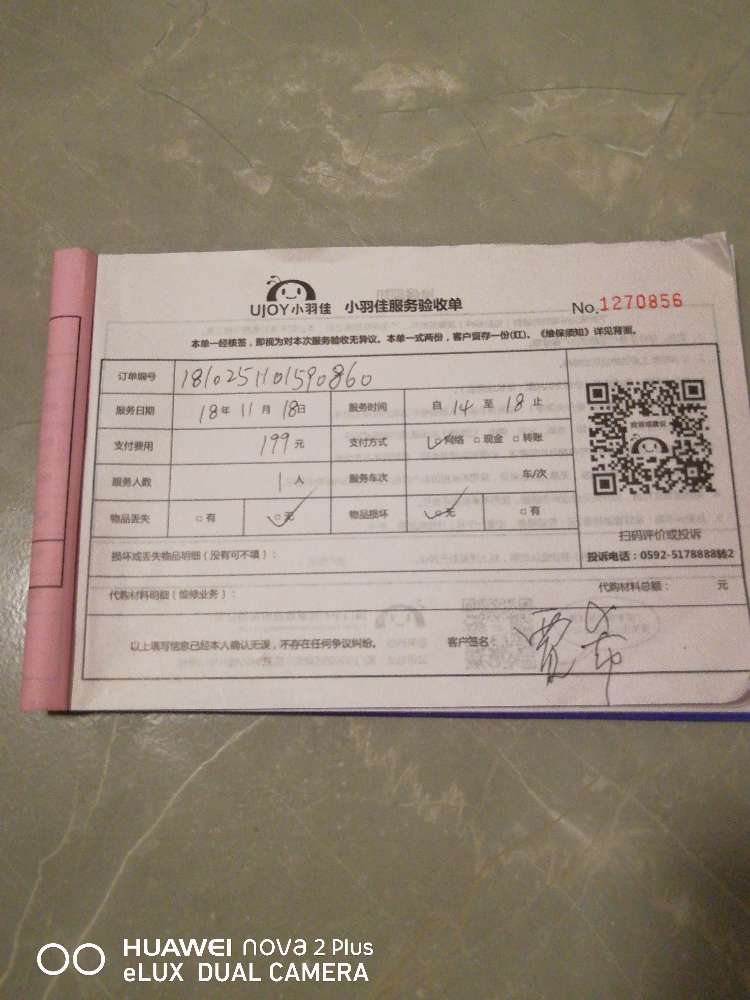 UJOY小羽佳 小羽佳服务验收单 No.1270856
本单一经核签，即视为对本次服务验收无异议。本单一式两份，客户留存一份(红)。《维保须知》详见背面。
订单编号 1810251101590860
服务日期 18年 11月 18日 服务时间 自 14 至 18 止
支付费用 199元 支付方式 ☑网络 □现金 □转账
服务人数 1人 服务车次 车/次
物品丢失 □有 ☑无 物品损坏 ☑无 □有
扫码评价或投诉
损坏或丢失物品明细（没有可不填）： 投诉电话：0592-5178888转2
代购材料明细（维修业务）： 代购材料总额： 元
以上填写信息已经本人确认无误，不存在任何争议纠纷。 客户签名：
HUAWEI nova 2 Plus
eLUX DUAL CAMERA